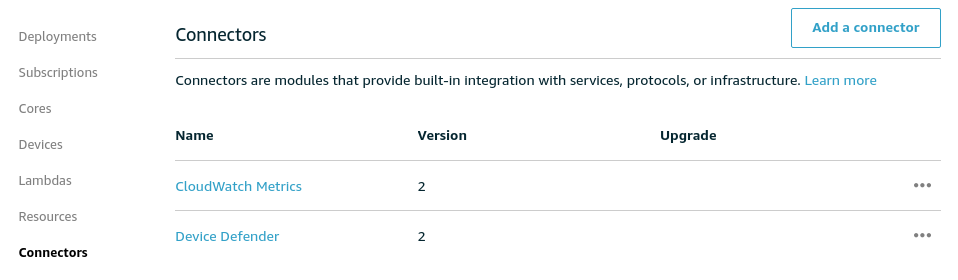 Deployments
Subscriptions
Cores
Devices
Lambdas
Resources
Connectors
Connectors
Add a connector
Connectors are modules that provide built-in integration with services, protocols, or infrastructure. Learn more
Name Version Upgrade
CloudWatch Metrics 2
Device Defender 2